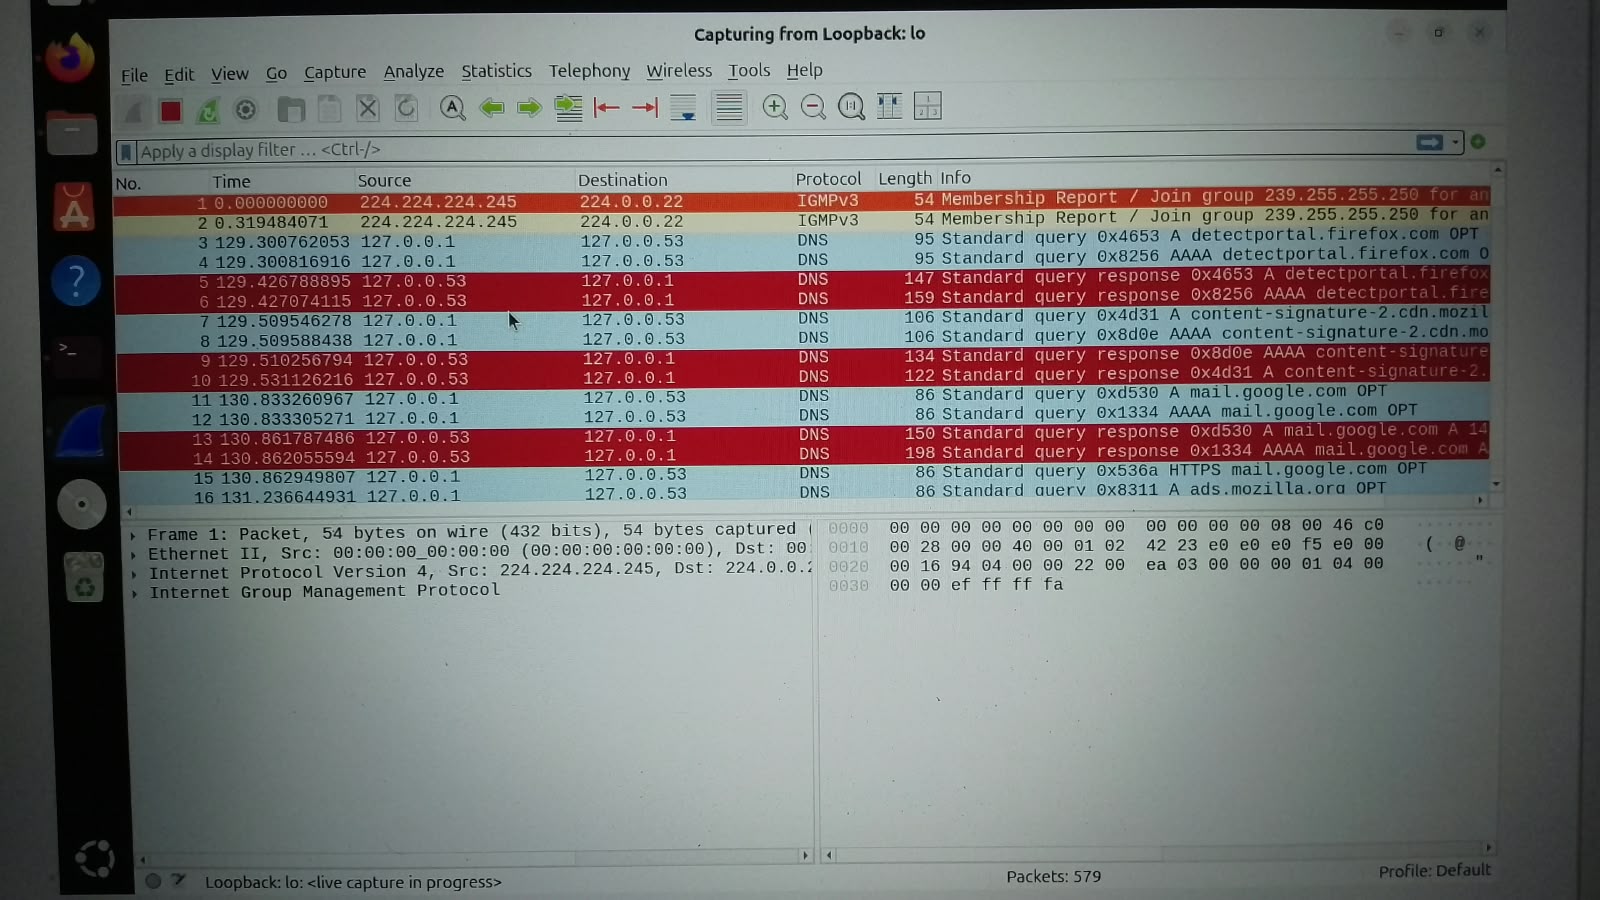 Capturing from Loopback: lo
File Edit View Go Capture Analyze Statistics Telephony Wireless Tools Help
Apply a display filter ... <Ctrl-/>
No. Time Source Destination Protocol Length Info
1 0.000000000 224.224.224.245 224.0.0.22 IGMPv3 54 Membership Report / Join group 239.255.255.250 for an
2 0.319484071 224.224.224.245 224.0.0.22 IGMPv3 54 Membership Report / Join group 239.255.255.250 for an
3 129.300762053 127.0.0.1 127.0.0.53 DNS 95 Standard query 0x4653 A detectportal.firefox.com OPT
4 129.300816916 127.0.0.1 127.0.0.53 DNS 95 Standard query 0x8256 AAAA detectportal.firefox.com O
5 129.426788895 127.0.0.53 127.0.0.1 DNS 147 Standard query response 0x4653 A detectportal.firefox
6 129.427074115 127.0.0.53 127.0.0.1 DNS 159 Standard query response 0x8256 AAAA detectportal.fire
7 129.509546278 127.0.0.1 127.0.0.53 DNS 106 Standard query 0x4d31 A content-signature-2.cdn.mozil
8 129.509588438 127.0.0.1 127.0.0.53 DNS 106 Standard query 0x8d0e AAAA content-signature-2.cdn.mo
9 129.510256794 127.0.0.53 127.0.0.1 DNS 134 Standard query response 0x8d0e AAAA content-signature
10 129.531126216 127.0.0.53 127.0.0.1 DNS 122 Standard query response 0x4d31 A content-signature-2.
11 130.833260967 127.0.0.1 127.0.0.53 DNS 86 Standard query 0xd530 A mail.google.com OPT
12 130.833305271 127.0.0.1 127.0.0.53 DNS 86 Standard query 0x1334 AAAA mail.google.com OPT
13 130.861787486 127.0.0.53 127.0.0.1 DNS 150 Standard query response 0xd530 A mail.google.com A 14
14 130.862055594 127.0.0.53 127.0.0.1 DNS 198 Standard query response 0x1334 AAAA mail.google.com A
15 130.862949807 127.0.0.1 127.0.0.53 DNS 86 Standard query 0x536a HTTPS mail.google.com OPT
16 131.236644931 127.0.0.1 127.0.0.53 DNS 86 Standard query 0x8311 A ads.mozilla.org OPT
Frame 1: Packet, 54 bytes on wire (432 bits), 54 bytes captured (
Ethernet II, Src: 00:00:00_00:00:00 (00:00:00:00:00:00), Dst: 00:
Internet Protocol Version 4, Src: 224.224.224.245, Dst: 224.0.0.2
Internet Group Management Protocol
0000 00 00 00 00 00 00 00 00 00 00 00 00 08 00 46 c0
0010 00 28 00 00 40 00 01 02 42 23 e0 e0 e0 f5 e0 00 ( @
0020 00 16 94 04 00 00 22 00 ea 03 00 00 00 01 04 00 "
0030 00 00 ef ff ff fa
Loopback: lo: <live capture in progress> Packets: 579 Profile: Default